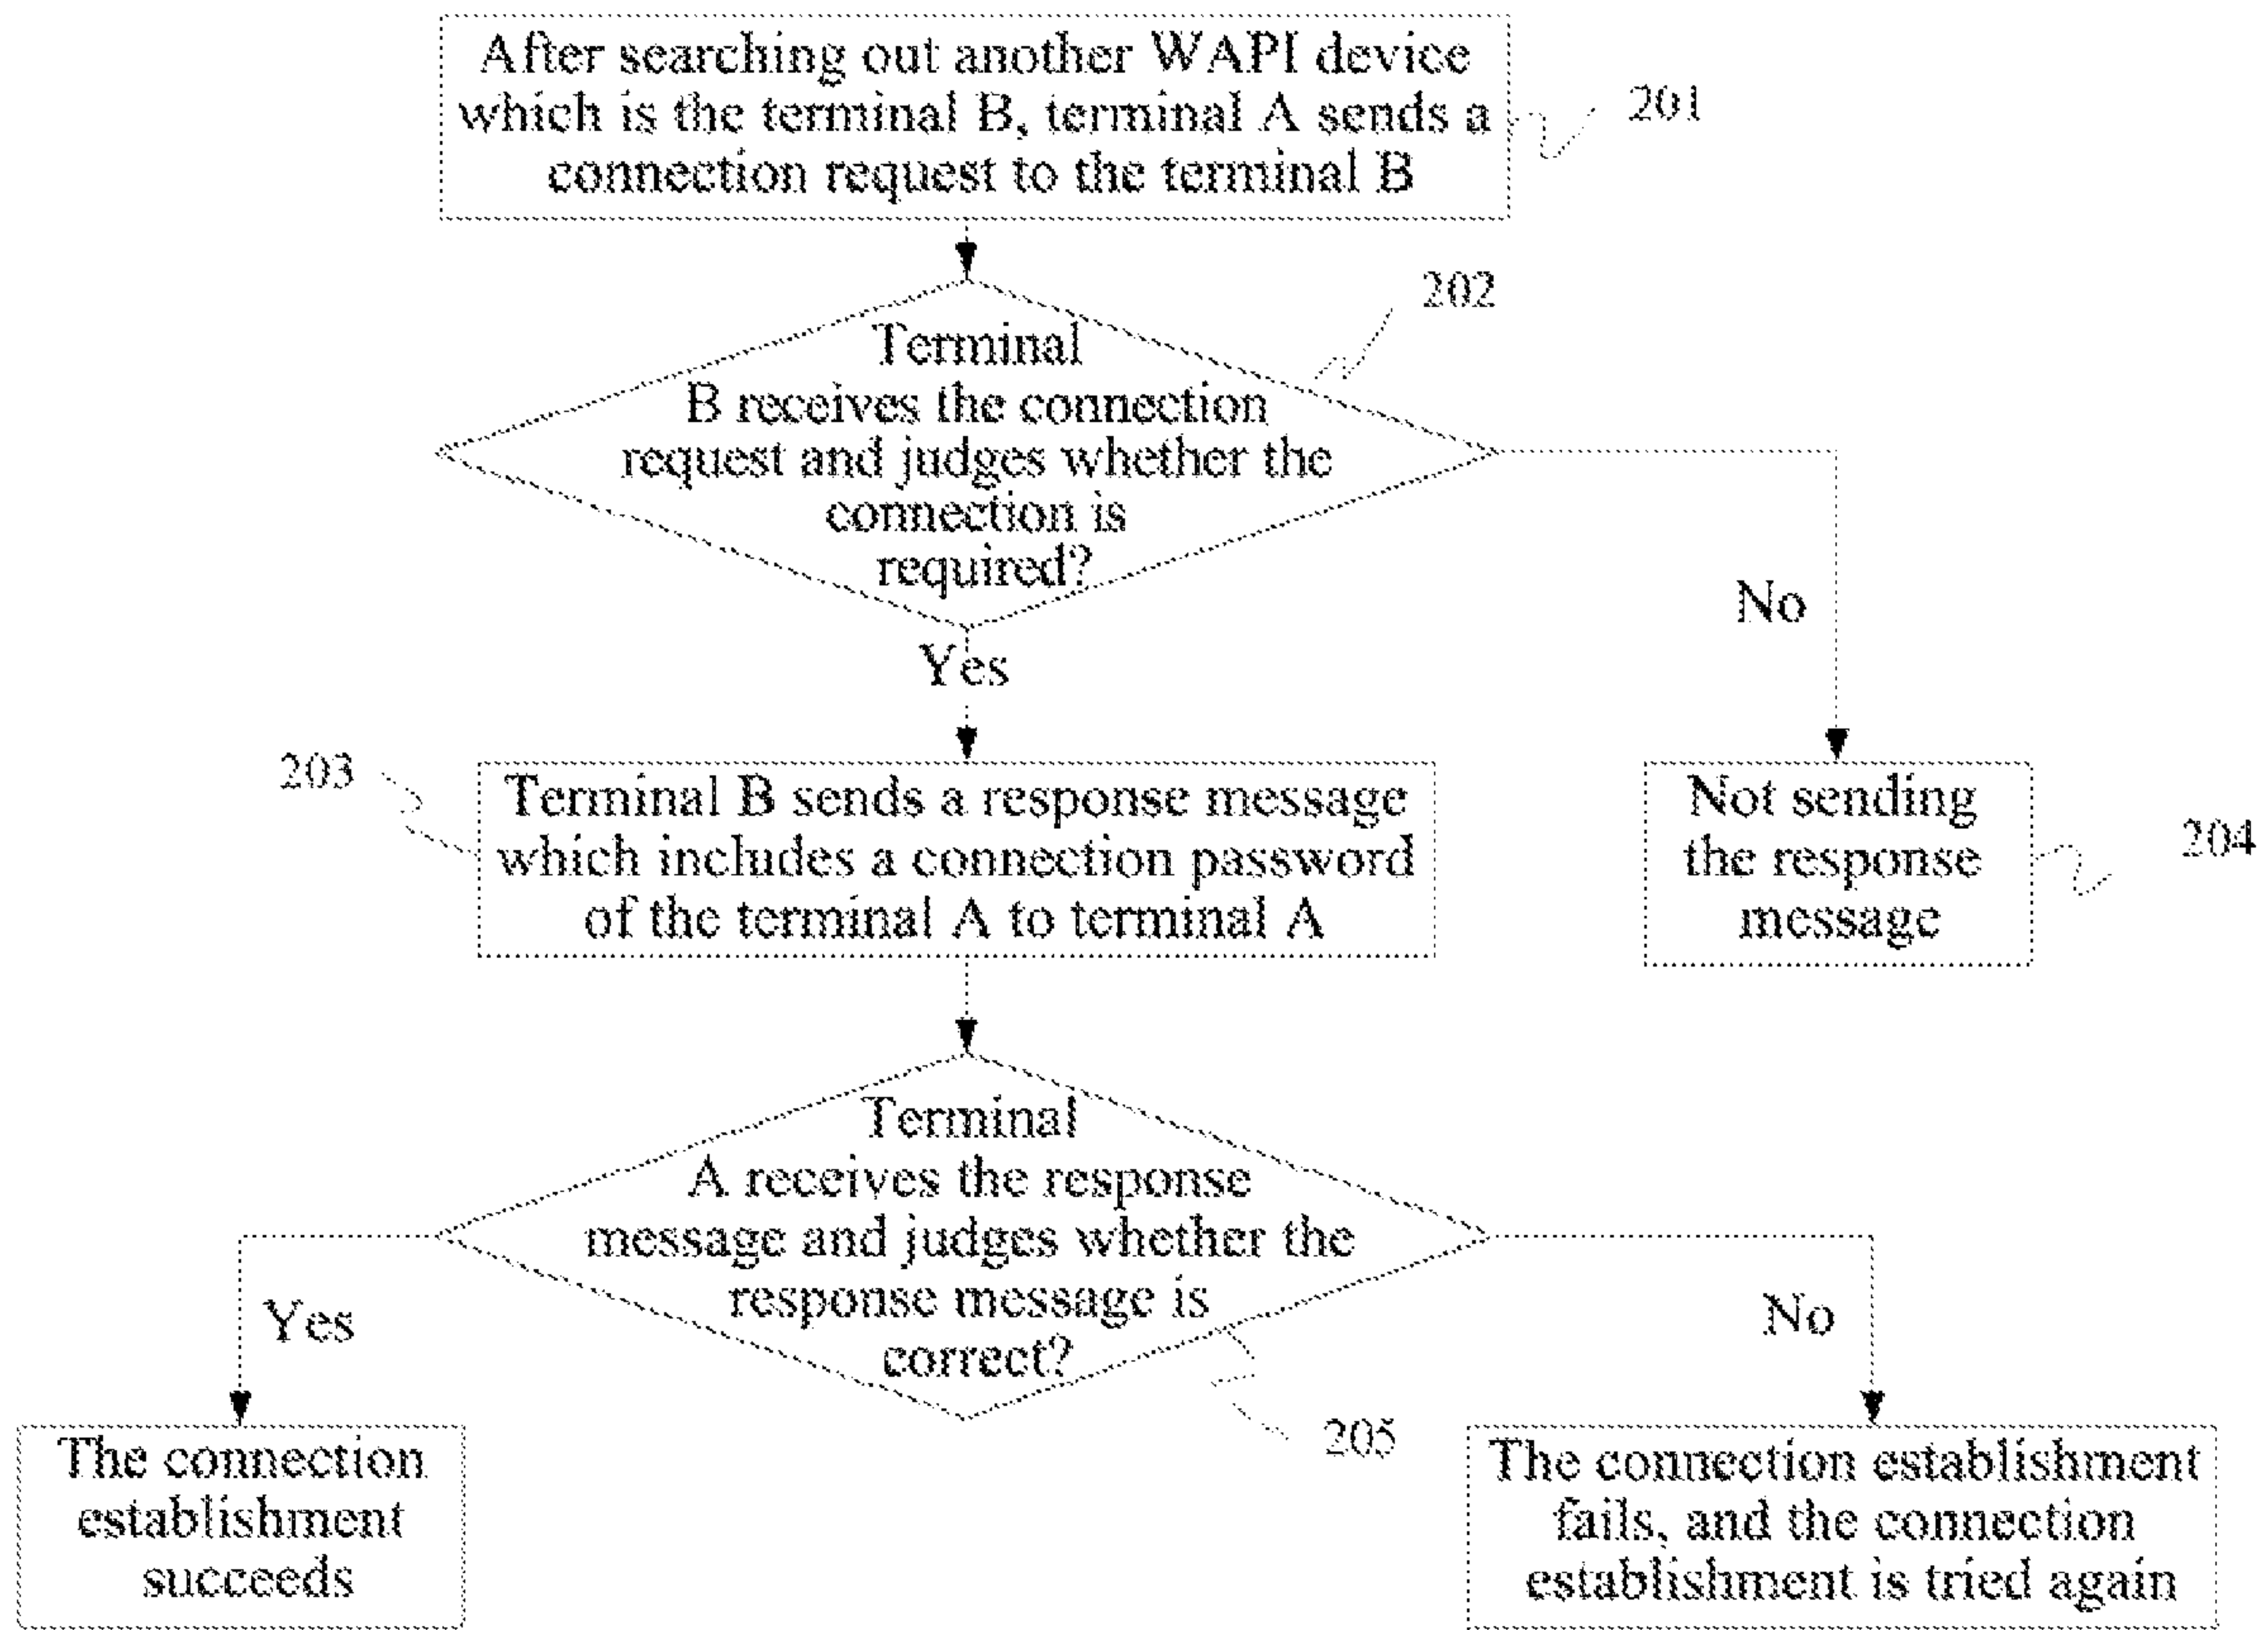 After searching out another WAPI device
which is the terminal B, terminal A sends a
connection request to the terminal B
201
202
Terminal
B receives the connection
request and judges whether the
connection is
required?
No
Yes
203
Terminal B sends a response message
which includes a connection password
of the terminal A to terminal A
Not sending
the response
message
204
Terminal
A receives the response
message and judges whether the
response message is
correct?
Yes
No
205
The connection
establishment
succeeds
The connection establishment
fails, and the connection
establishment is tried again